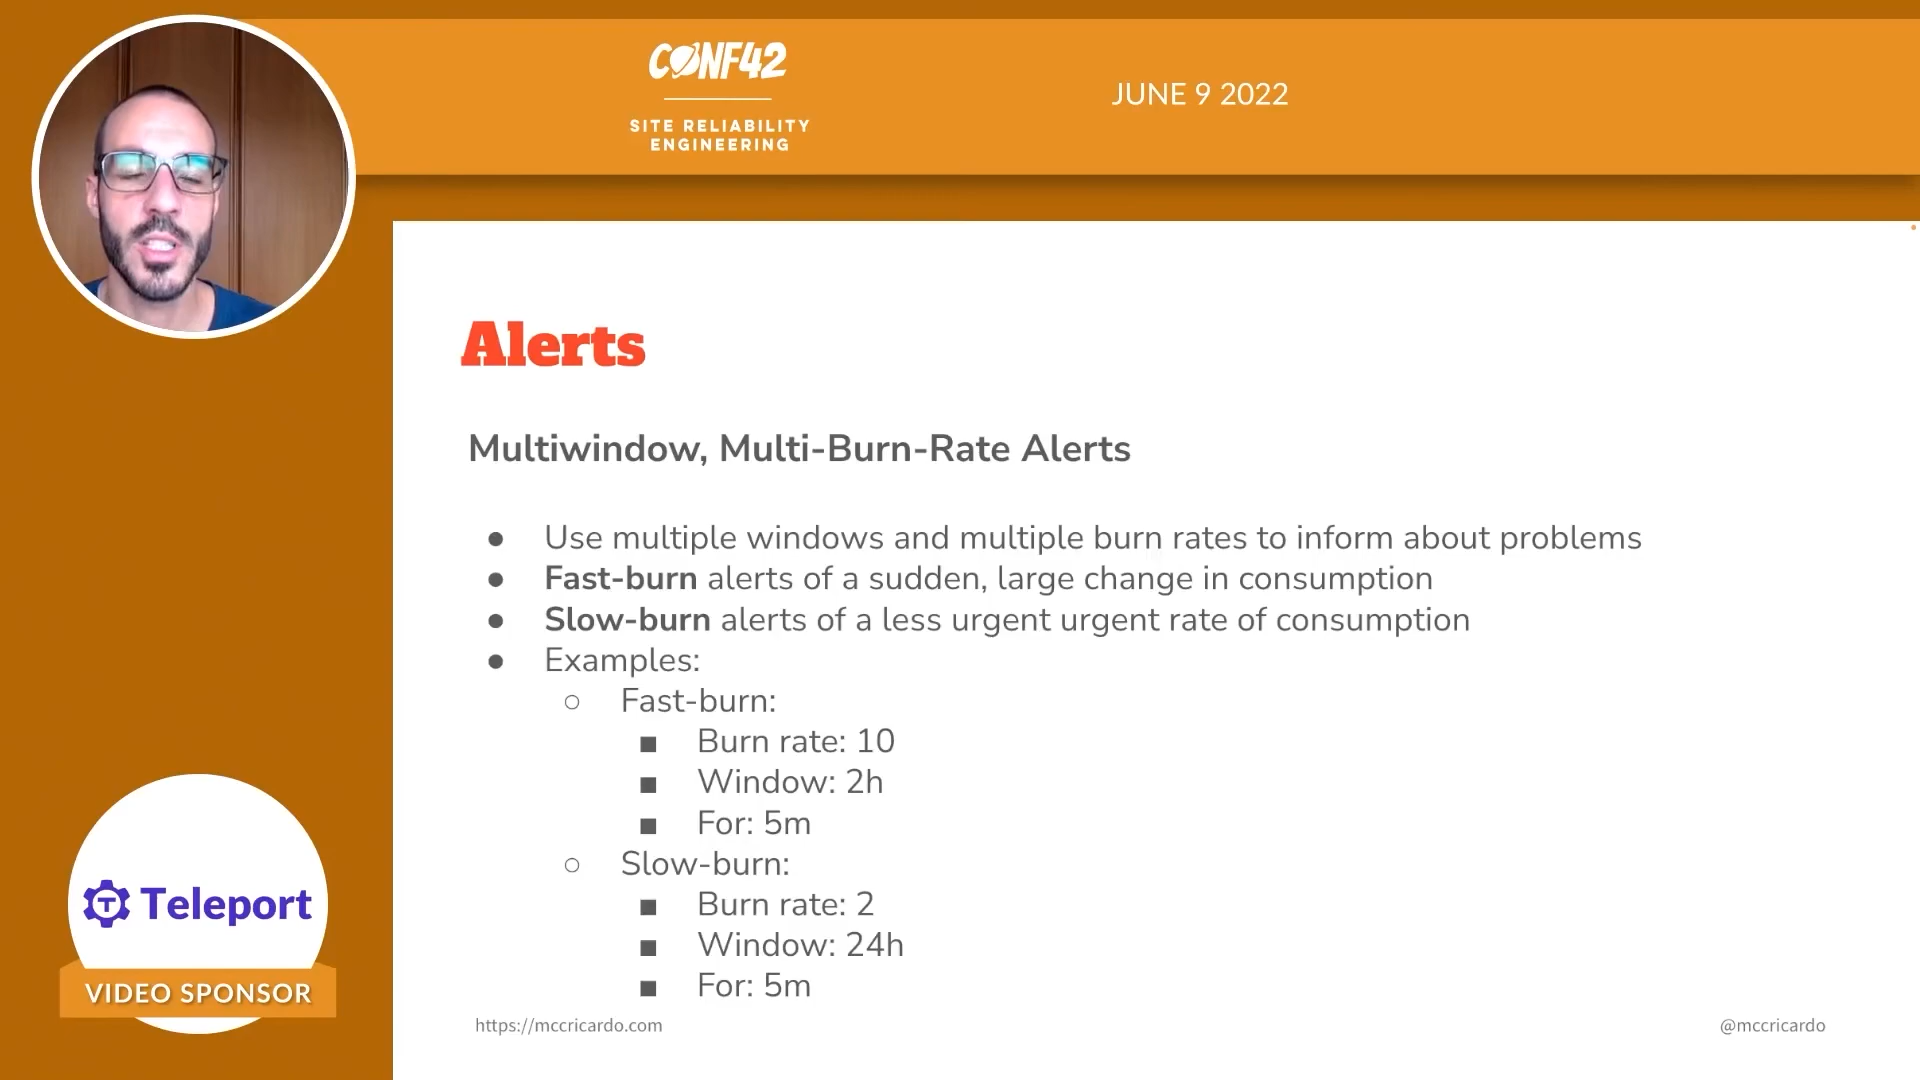 CONF42
SITE RELIABILITY
ENGINEERING
JUNE 9 2022
Alerts
Multiwindow, Multi-Burn-Rate Alerts
● Use multiple windows and multiple burn rates to inform about problems
● Fast-burn alerts of a sudden, large change in consumption
● Slow-burn alerts of a less urgent urgent rate of consumption
● Examples:
○ Fast-burn:
■ Burn rate: 10
■ Window: 2h
■ For: 5m
○ Slow-burn:
■ Burn rate: 2
■ Window: 24h
■ For: 5m
https://mccricardo.com
@mccricardo
T Teleport
VIDEO SPONSOR